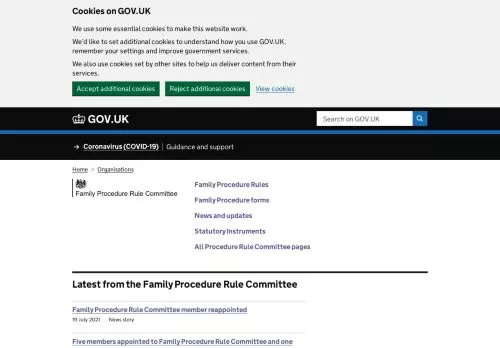 Cookies on GOV.UK
We use some essential cookies to make this website work.
We'd like to set additional cookies to understand how you use GOV.UK,
remember your settings and improve government services.
We also use cookies set by other sites to help us deliver content from their
services.
Accept additional cookies Reject additional cookies View cookies
GOV.UK Search on GOV.UK
→ Coronavirus (COVID-19) Guidance and support
Home > Organisations
Family Procedure Rule Committee
Family Procedure Rules
Family Procedure forms
News and updates
Statutory Instruments
All Procedure Rule Committee pages
Latest from the Family Procedure Rule Committee
Family Procedure Rule Committee member reappointed
19 July 2021 News story
Five members appointed to Family Procedure Rule Committee and one